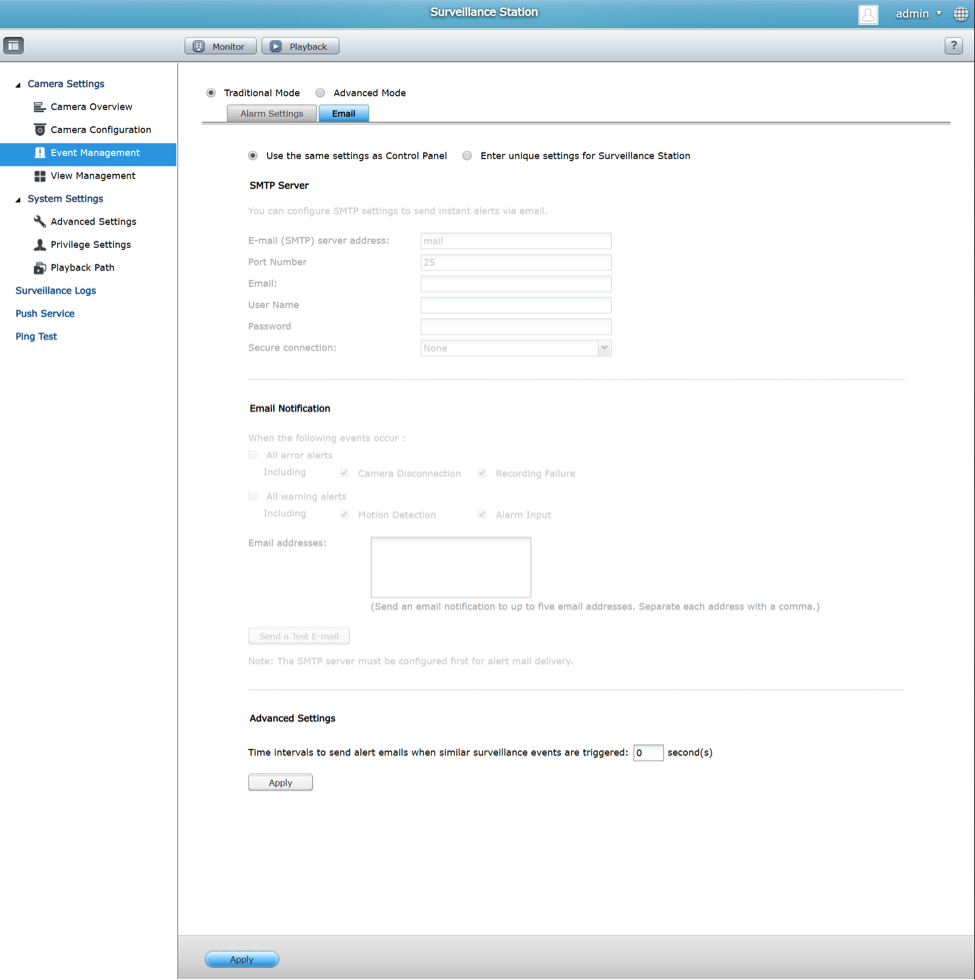 Surveillance Station
admin
Monitor
Playback
?
Camera Settings
Camera Overview
Camera Configuration
Event Management
View Management
System Settings
Advanced Settings
Privilege Settings
Playback Path
Surveillance Logs
Push Service
Ping Test
Traditional Mode Advanced Mode
Alarm Settings Email
Use the same settings as Control Panel Enter unique settings for Surveillance Station
SMTP Server
You can configure SMTP settings to send instant alerts via email.
E-mail (SMTP) server address: mail
Port Number 25
Email:
User Name
Password
Secure connection: None
Email Notification
When the following events occur :
All error alerts
Including Camera Disconnection Recording Failure
All warning alerts
Including Motion Detection Alarm Input
Email addresses:
(Send an email notification to up to five email addresses. Separate each address with a comma.)
Send a Test E-mail
Note: The SMTP server must be configured first for alert mail delivery.
Advanced Settings
Time intervals to send alert emails when similar surveillance events are triggered: 0 second(s)
Apply
Apply